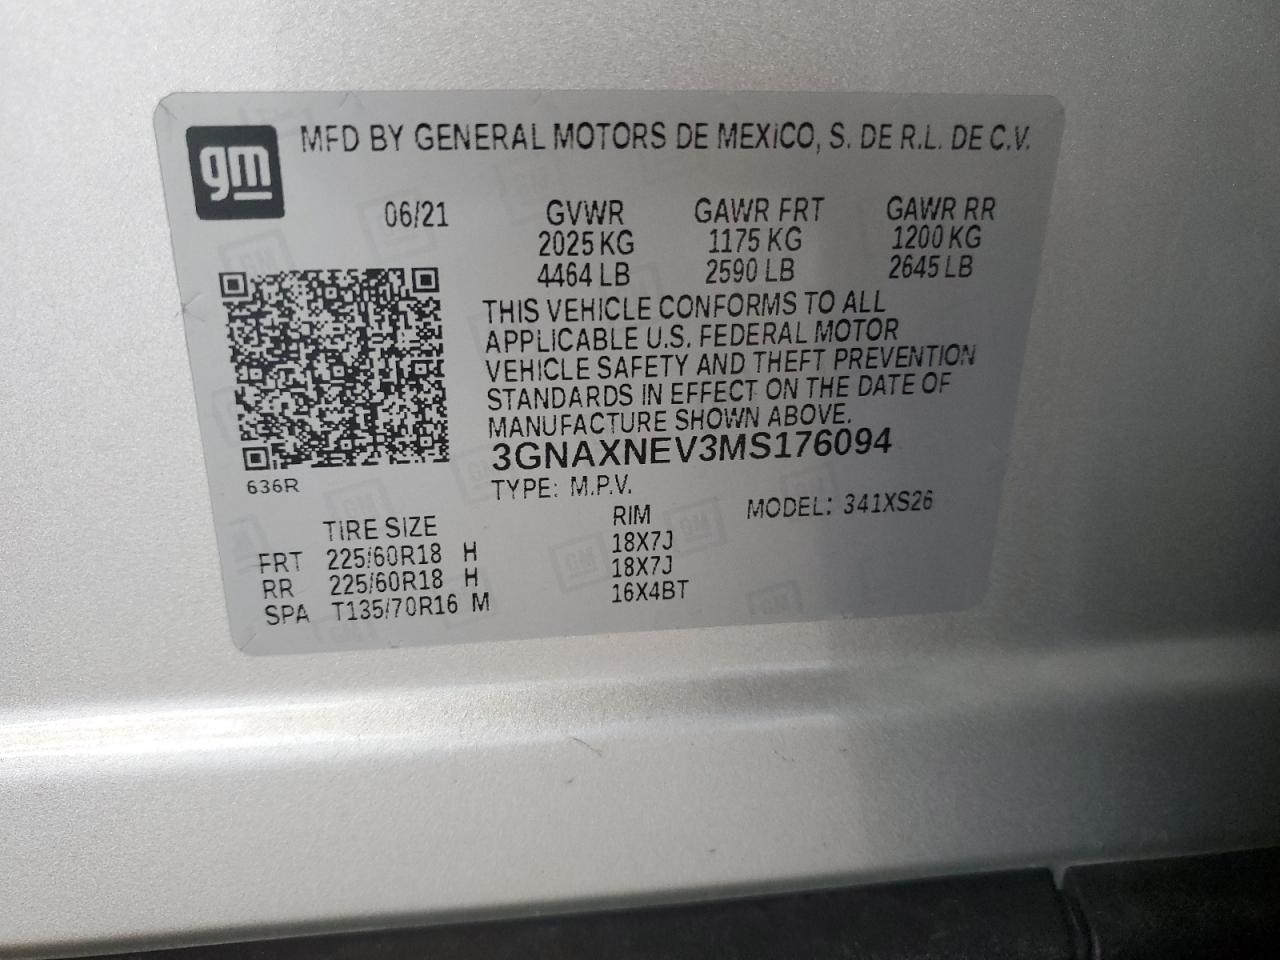 gm
MFD BY GENERAL MOTORS DE MEXICO, S. DE R.L. DE C.V.
06/21 GVWR GAWR FRT GAWR RR
2025 KG 1175 KG 1200 KG
4464 LB 2590 LB 2645 LB
THIS VEHICLE CONFORMS TO ALL
APPLICABLE U.S. FEDERAL MOTOR
VEHICLE SAFETY AND THEFT PREVENTION
STANDARDS IN EFFECT ON THE DATE OF
MANUFACTURE SHOWN ABOVE.
3GNAXNEV3MS176094
636R
TYPE: M.P.V. MODEL: 341XS26
TIRE SIZE RIM
FRT 225/60R18 H 18X7J
RR 225/60R18 H 18X7J
SPA T135/70R16 M 16X4BT